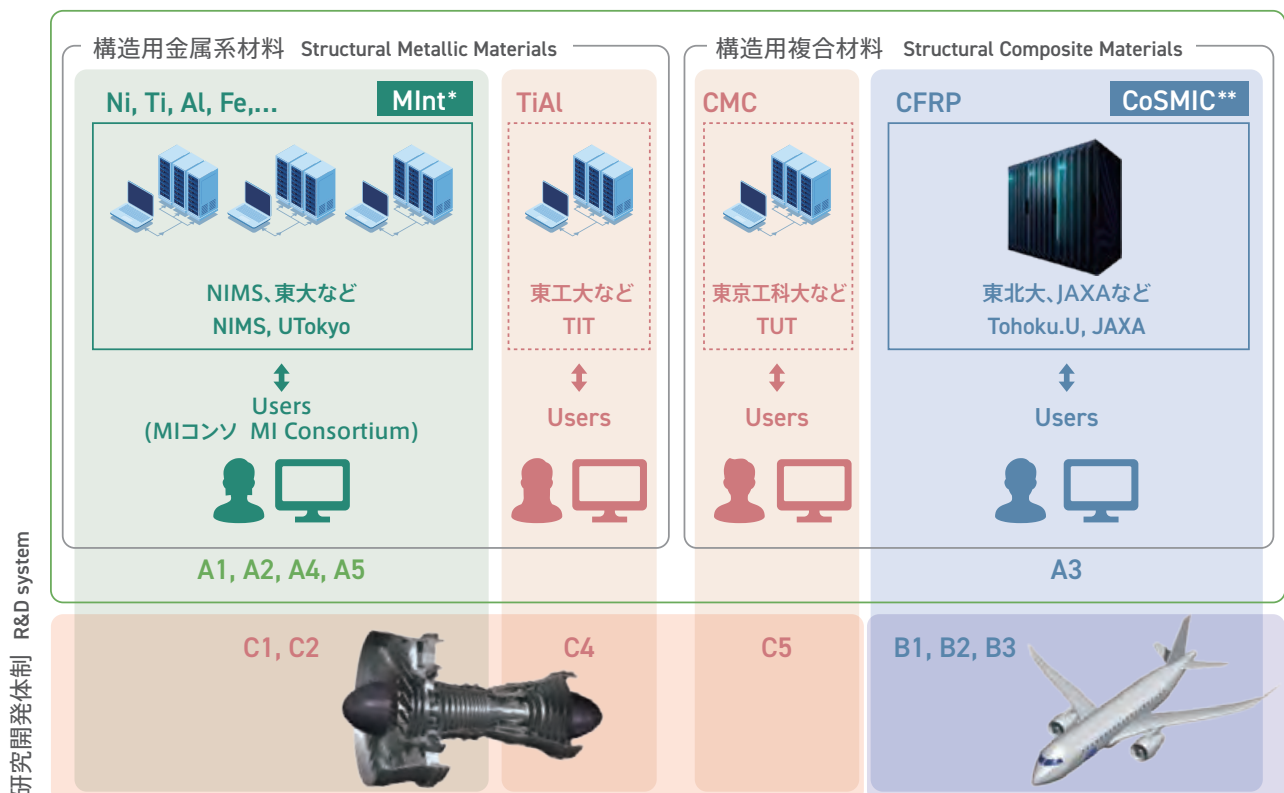 構造用金属系材料 Structural Metallic Materials
構造用複合材料 Structural Composite Materials
Ni, Ti, Al, Fe,...
MInt*
TiAl
CMC
CFRP
CoSMIC**
NIMS、東大など
NIMS, UTokyo
東工大など
TIT
東京工科大など
TUT
東北大、JAXAなど
Tohoku.U, JAXA
Users
(MIコンソ MI Consortium)
Users
Users
Users
A1, A2, A4, A5
A3
C1, C2
C4
C5
B1, B2, B3
研究開発体制 R&D system